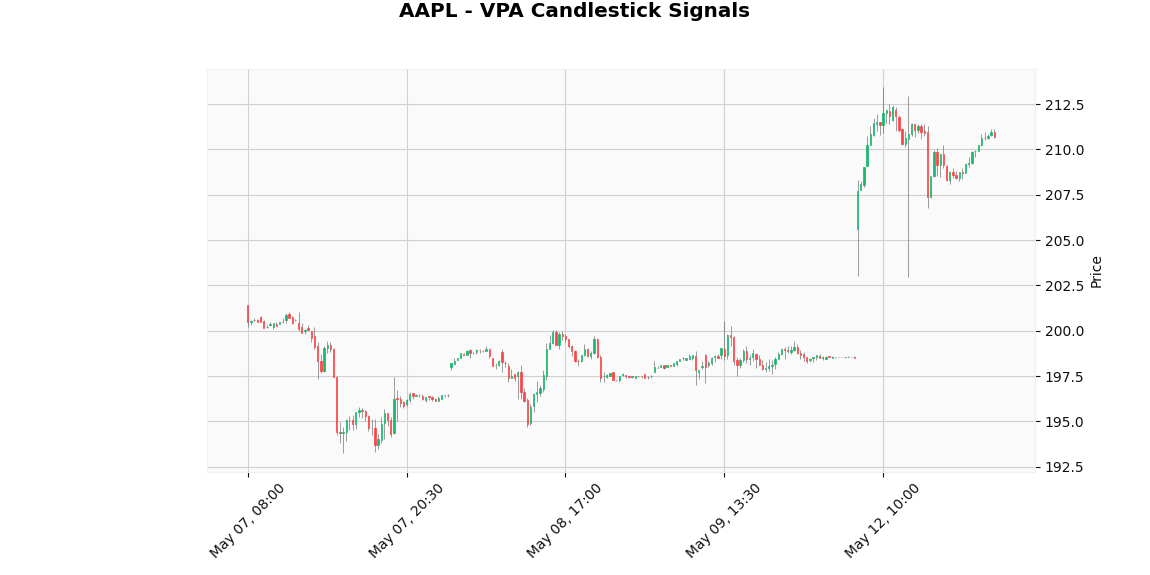 AAPL - VPA Candlestick Signals
212.5
210.0
207.5
205.0
202.5
200.0
197.5
195.0
192.5
Price
May 07, 08:00
May 07, 20:30
May 08, 17:00
May 09, 13:30
May 12, 10:00